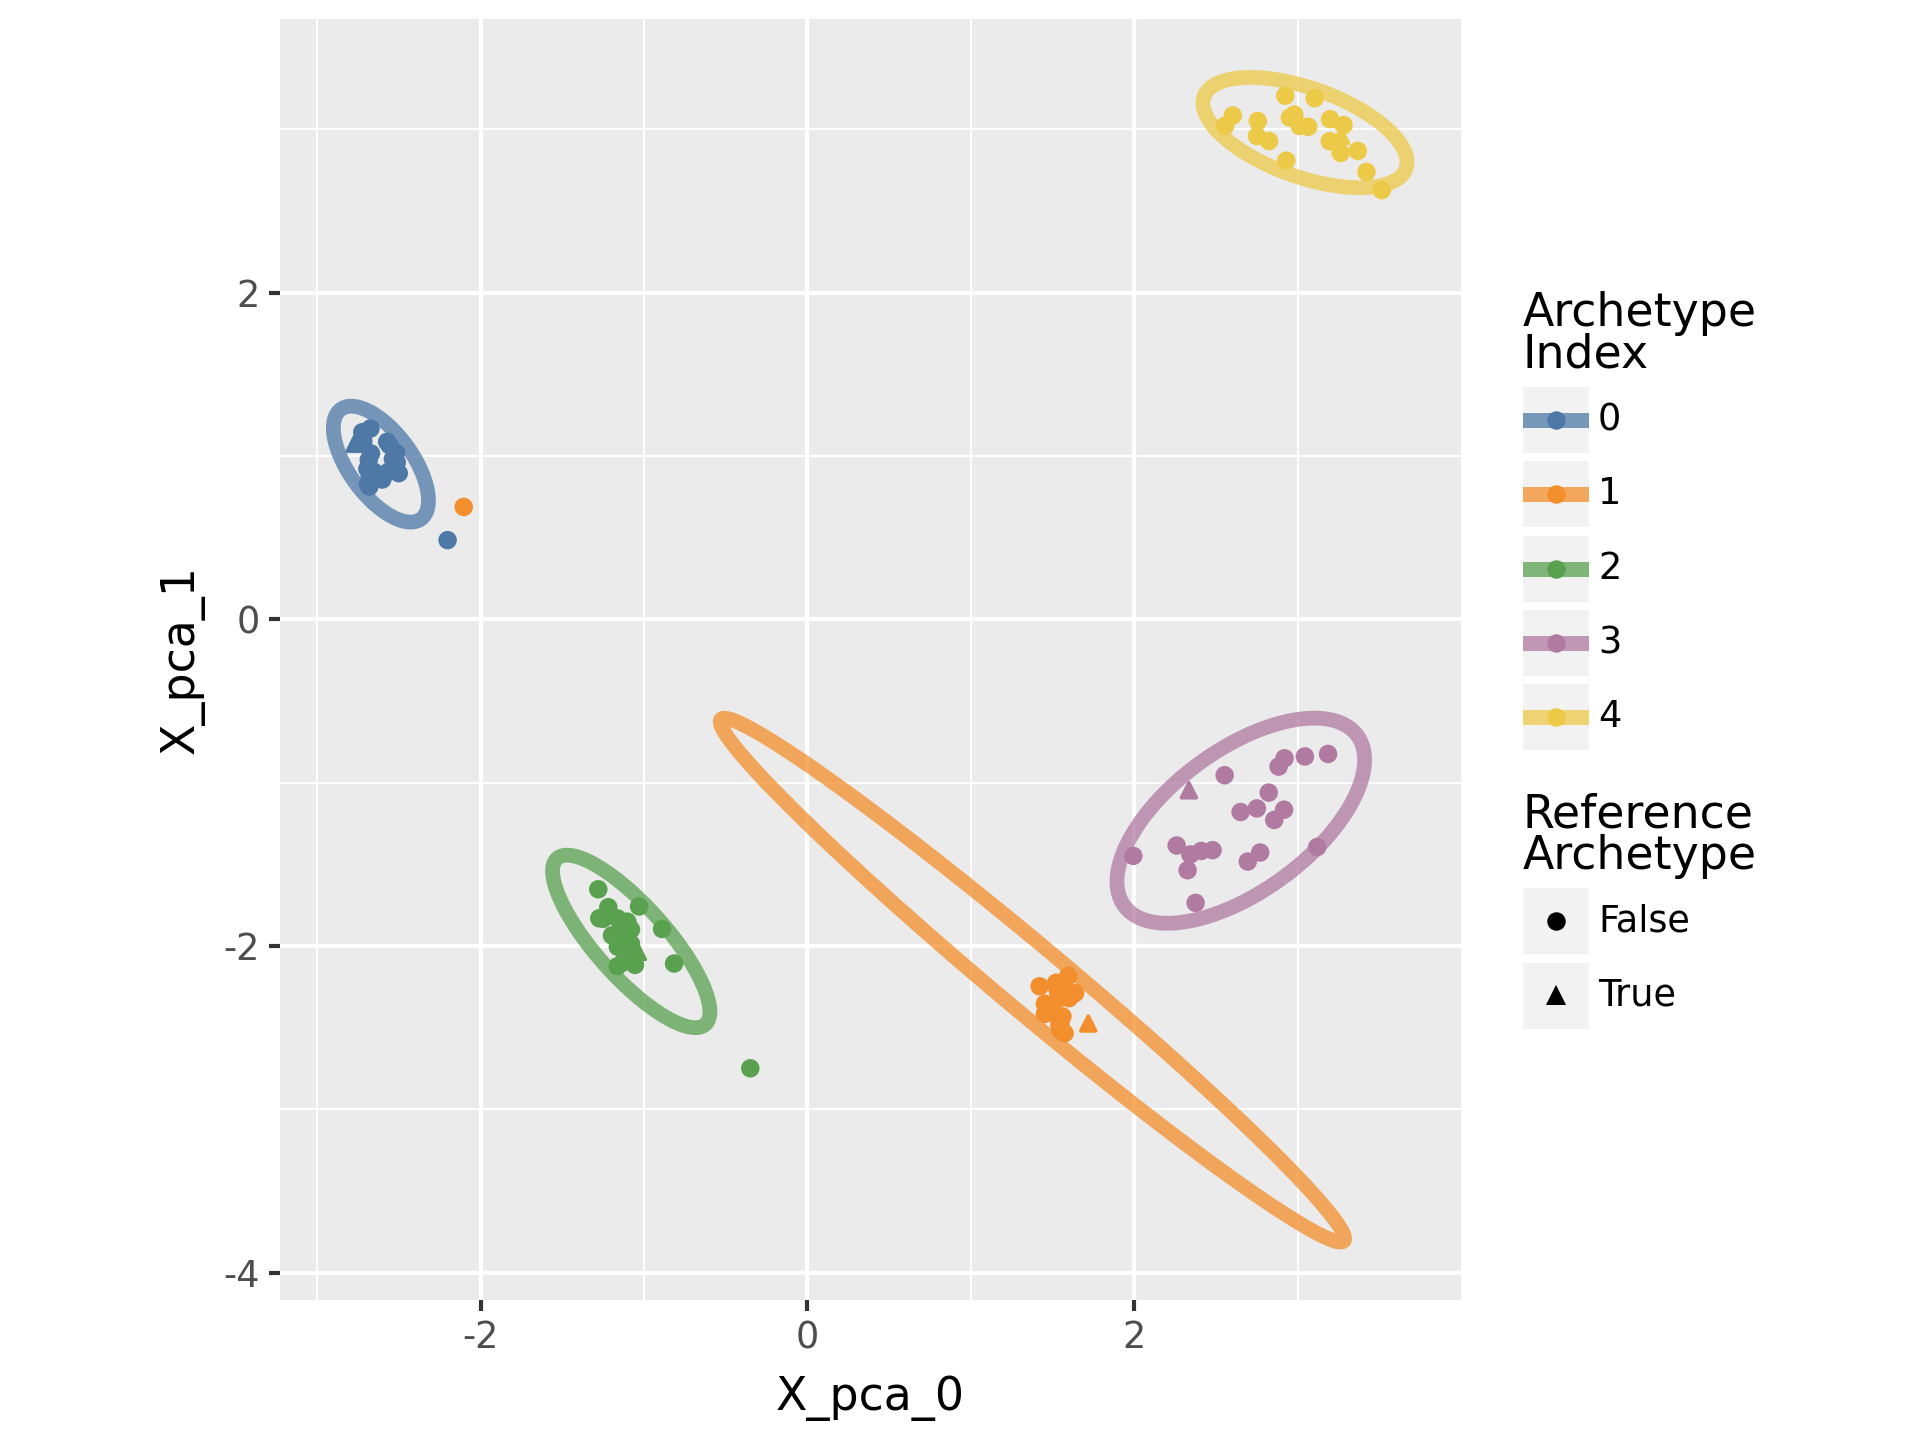 2
0
-2
-4
X_pca_1
-2
0
2
X_pca_0
Archetype
Index
0
1
2
3
4
Reference
Archetype
False
True